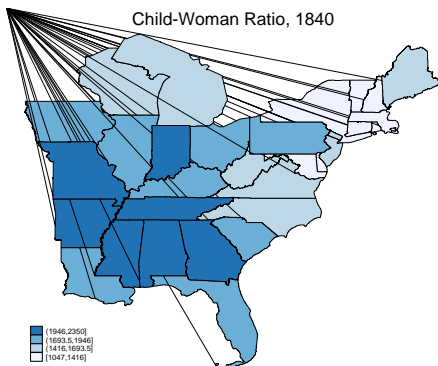 Child-Woman Ratio, 1840
(1946,2350]
(1693.5,1946]
(1416,1693.5]
[1047,1416]